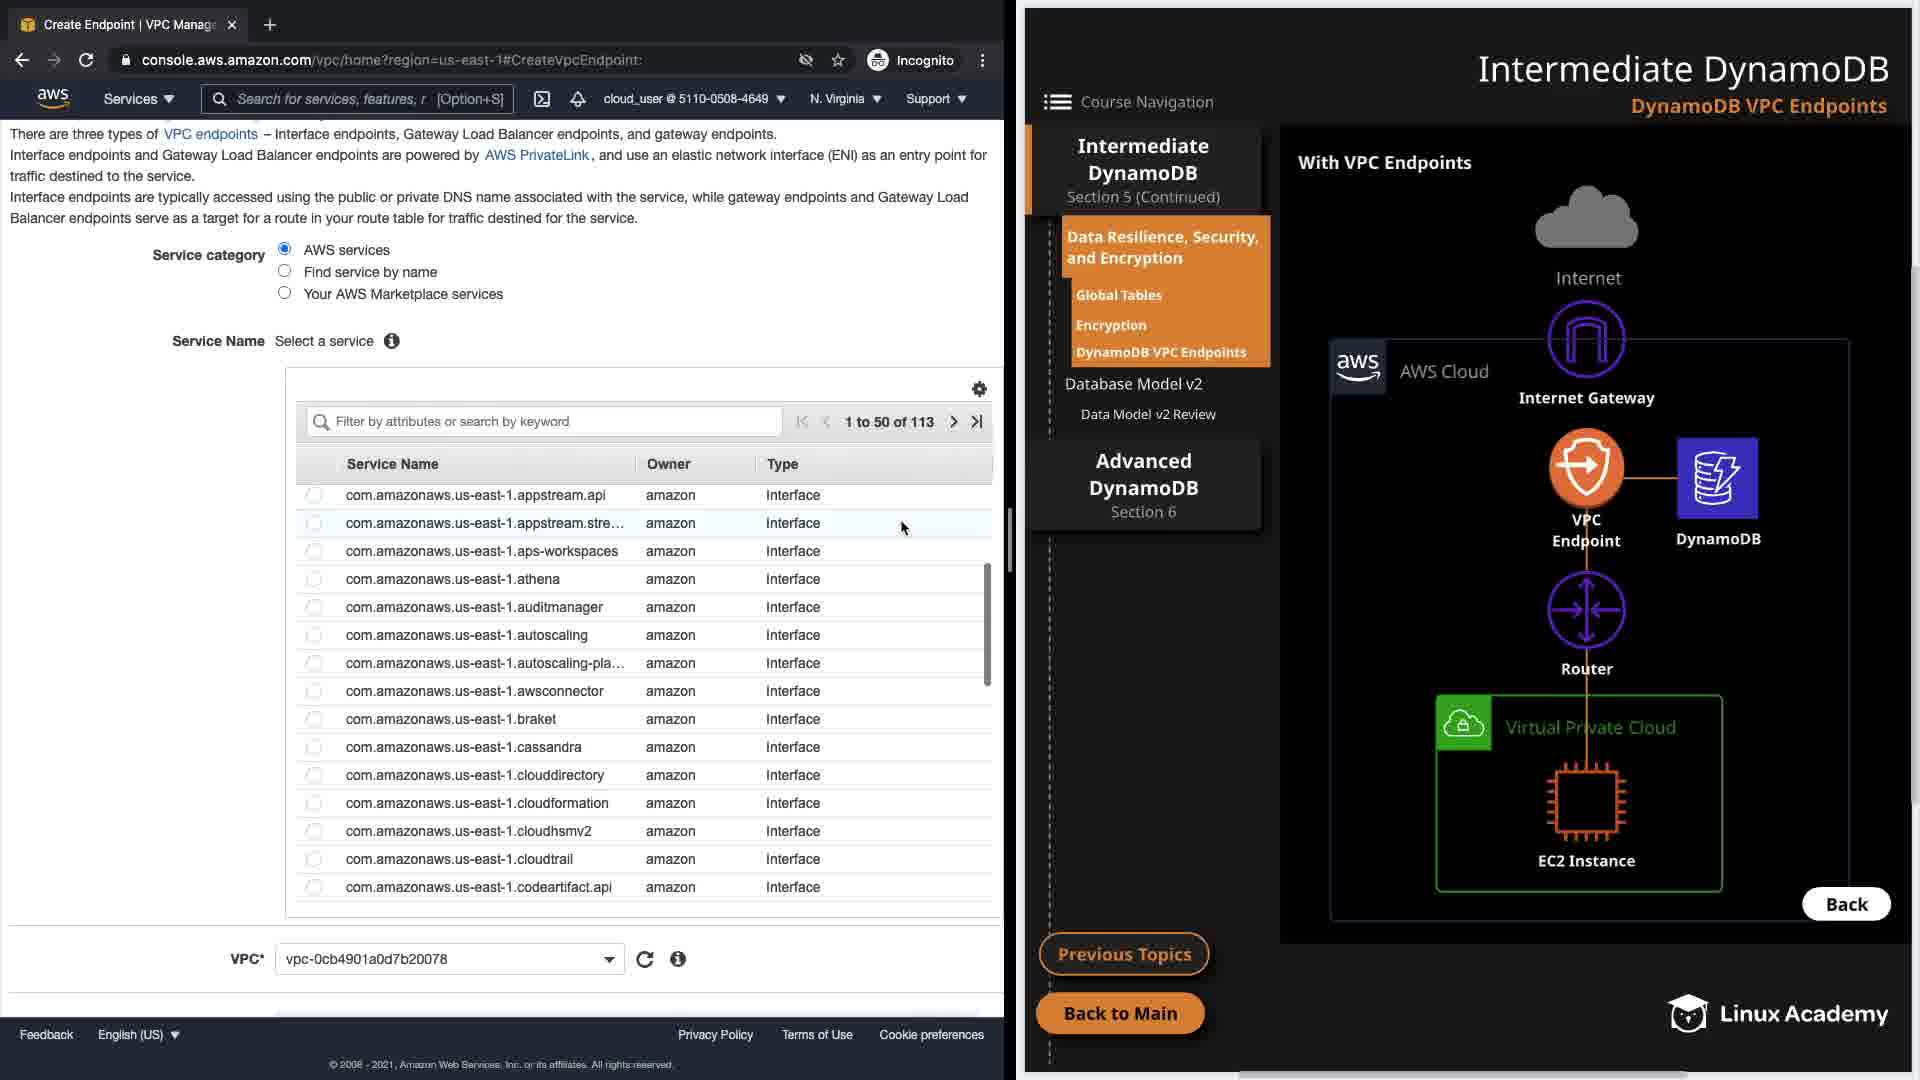 Create Endpoint | VPC Manage
console.aws.amazon.com/vpc/home?region=us-east-1#CreateVpcEndpoint:
Incognito
aws
Services
Search for services, features, r [Option+S]
cloud_user @ 5110-0508-4649
N. Virginia
Support
There are three types of VPC endpoints – Interface endpoints, Gateway Load Balancer endpoints, and gateway endpoints.
Interface endpoints and Gateway Load Balancer endpoints are powered by AWS PrivateLink, and use an elastic network interface (ENI) as an entry point for
traffic destined to the service.
Interface endpoints are typically accessed using the public or private DNS name associated with the service, while gateway endpoints and Gateway Load
Balancer endpoints serve as a target for a route in your route table for traffic destined for the service.
Service category
AWS services
Find service by name
Your AWS Marketplace services
Service Name Select a service
Filter by attributes or search by keyword
1 to 50 of 113
Service Name Owner Type
com.amazonaws.us-east-1.appstream.api amazon Interface
com.amazonaws.us-east-1.appstream.stre... amazon Interface
com.amazonaws.us-east-1.aps-workspaces amazon Interface
com.amazonaws.us-east-1.athena amazon Interface
com.amazonaws.us-east-1.auditmanager amazon Interface
com.amazonaws.us-east-1.autoscaling amazon Interface
com.amazonaws.us-east-1.autoscaling-pla... amazon Interface
com.amazonaws.us-east-1.awsconnector amazon Interface
com.amazonaws.us-east-1.braket amazon Interface
com.amazonaws.us-east-1.cassandra amazon Interface
com.amazonaws.us-east-1.clouddirectory amazon Interface
com.amazonaws.us-east-1.cloudformation amazon Interface
com.amazonaws.us-east-1.cloudhsmv2 amazon Interface
com.amazonaws.us-east-1.cloudtrail amazon Interface
com.amazonaws.us-east-1.codeartifact.api amazon Interface
VPC* vpc-0cb4901a0d7b20078
Feedback
English (US)
Privacy Policy
Terms of Use
Cookie preferences
© 2008 - 2021, Amazon Web Services, Inc. or its affiliates. All rights reserved.
Intermediate DynamoDB
DynamoDB VPC Endpoints
Course Navigation
Intermediate
DynamoDB
Section 5 (Continued)
Data Resilience, Security,
and Encryption
Global Tables
Encryption
DynamoDB VPC Endpoints
Database Model v2
Data Model v2 Review
Advanced
DynamoDB
Section 6
Previous Topics
Back to Main
With VPC Endpoints
Internet
aws
AWS Cloud
Internet Gateway
VPC
Endpoint
DynamoDB
Router
Virtual Private Cloud
EC2 Instance
Back
Linux Academy